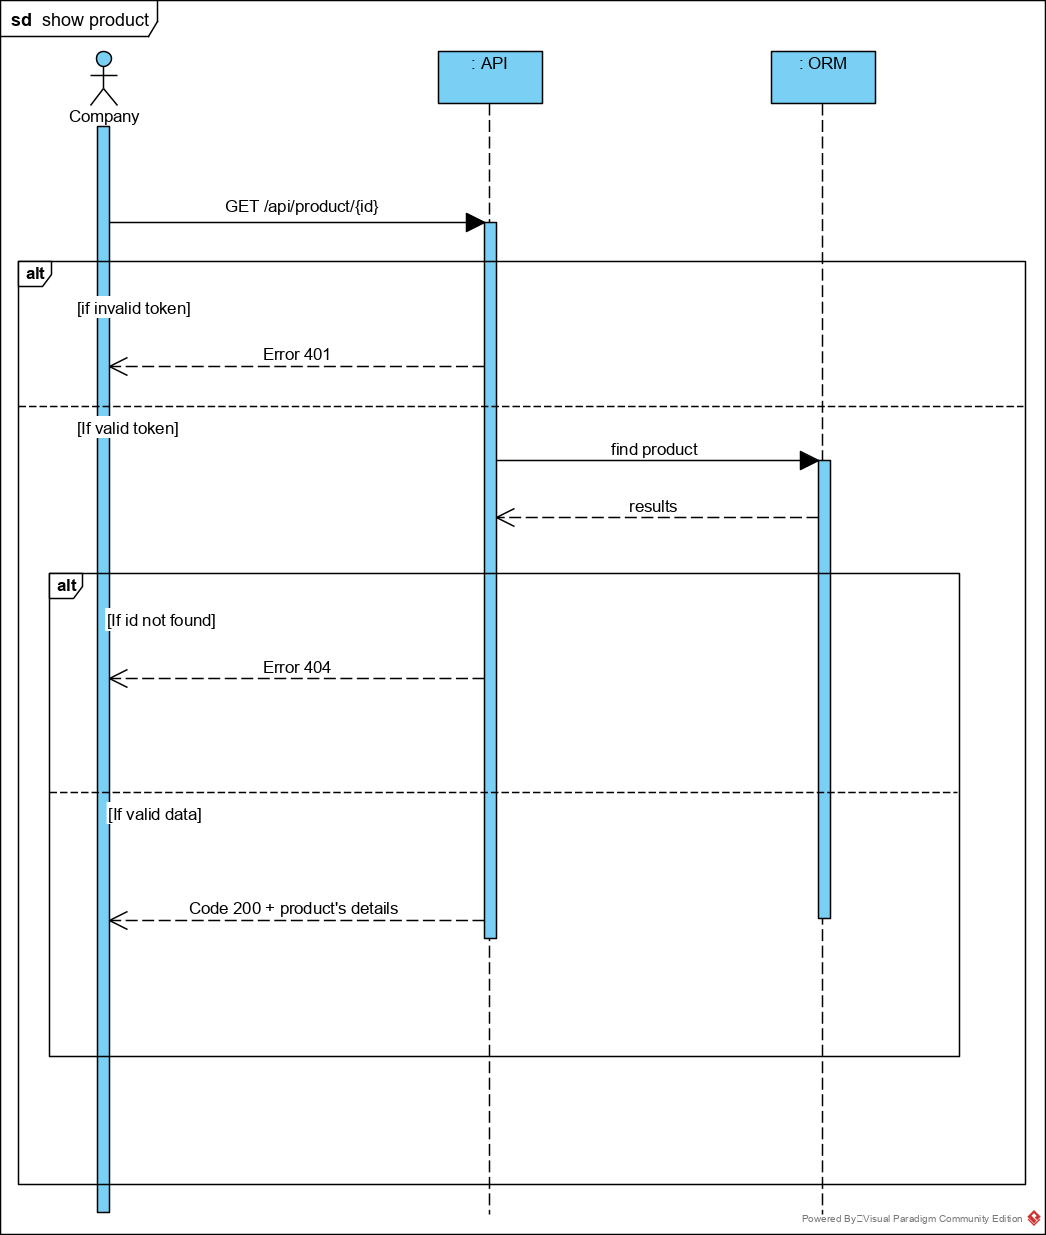 sd show product
Company
: API
: ORM
GET /api/product/{id}
alt
[if invalid token]
Error 401
[If valid token]
find product
results
alt
[If id not found]
Error 404
[If valid data]
Code 200 + product's details
Powered By Visual Paradigm Community Edition